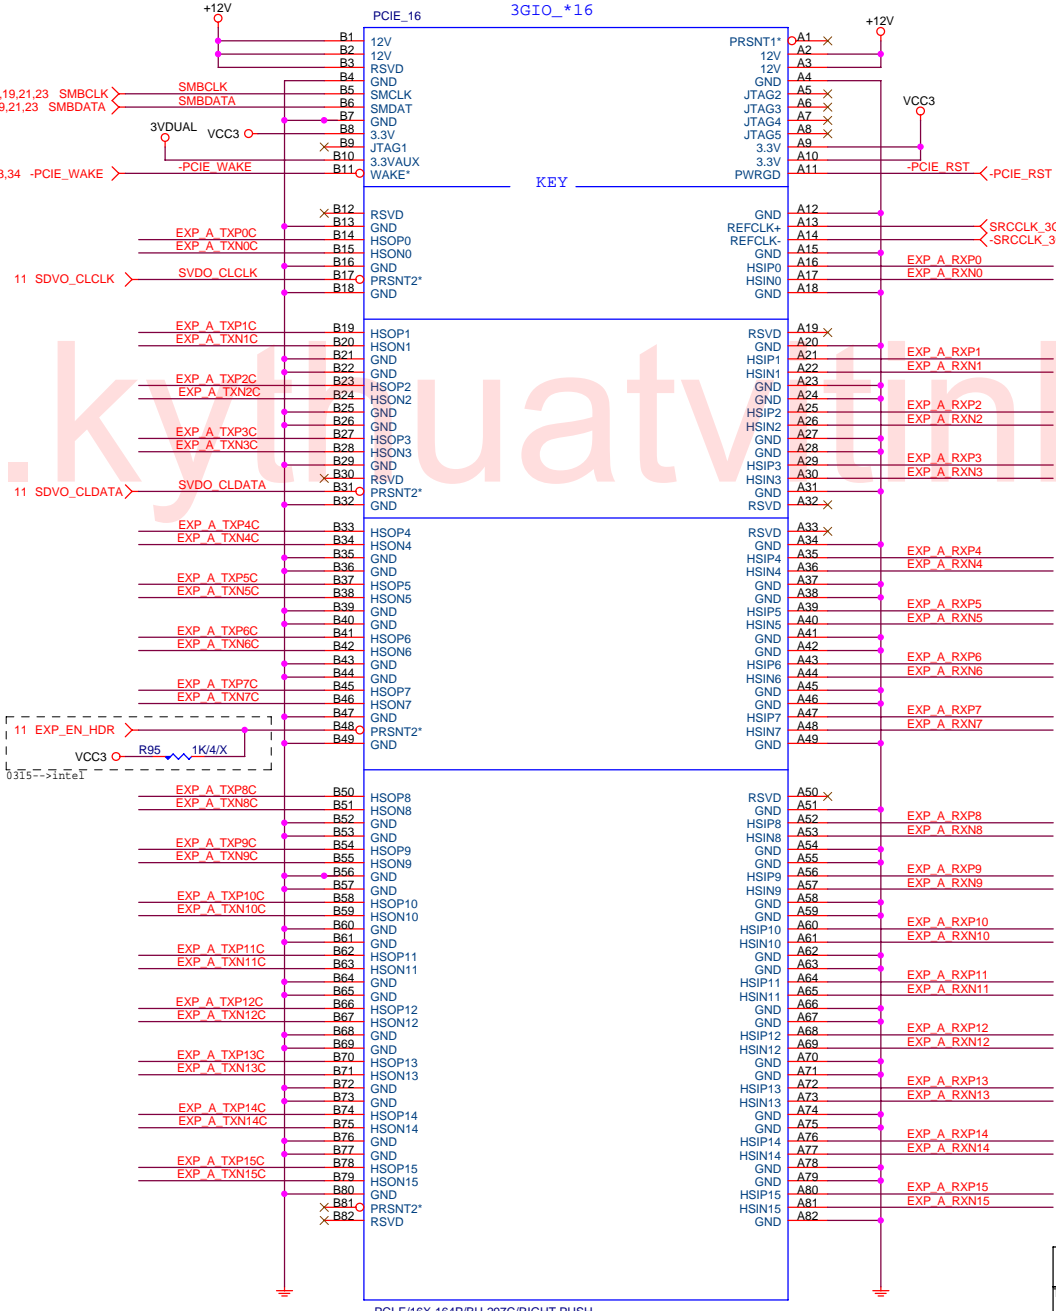 +12V
PCIE_16
3GIO_*16
+12V
B1 12V
B2 12V
B3 RSVD
B4 GND
,19,21,23 SMBCLK SMBCLK B5 SMCLK
9,21,23 SMBDATA SMBDATA B6 SMDAT
B7 GND
3VDUAL VCC3 B8 3.3V
B9 JTAG1
B10 3.3VAUX
3,34 -PCIE_WAKE -PCIE_WAKE B11 WAKE*
PRSNT1* A1
12V A2
12V A3
GND A4
JTAG2 A5
JTAG3 A6
JTAG4 A7
JTAG5 A8
VCC3
3.3V A9
3.3V A10
PWRGD A11 -PCIE_RST -PCIE_RST
KEY
B12 RSVD
B13 GND
EXP_A_TXP0C B14 HSOP0
EXP_A_TXN0C B15 HSON0
B16 GND
11 SDVO_CLCLK SVDO_CLCLK B17 PRSNT2*
B18 GND
GND A12
REFCLK+ A13 SRCCLK_3G
REFCLK- A14 -SRCCLK_3
GND A15
HSIP0 A16 EXP_A_RXP0
HSIN0 A17 EXP_A_RXN0
GND A18
EXP_A_TXP1C B19 HSOP1
EXP_A_TXN1C B20 HSON1
B21 GND
B22 GND
EXP_A_TXP2C B23 HSOP2
EXP_A_TXN2C B24 HSON2
B25 GND
B26 GND
EXP_A_TXP3C B27 HSOP3
EXP_A_TXN3C B28 HSON3
B29 GND
B30 RSVD
11 SDVO_CLDATA SVDO_CLDATA B31 PRSNT2*
B32 GND
RSVD A19
GND A20
HSIP1 A21 EXP_A_RXP1
HSIN1 A22 EXP_A_RXN1
GND A23
GND A24
HSIP2 A25 EXP_A_RXP2
HSIN2 A26 EXP_A_RXN2
GND A27
GND A28
HSIP3 A29 EXP_A_RXP3
HSIN3 A30 EXP_A_RXN3
GND A31
RSVD A32
.kythuatvitinh
EXP_A_TXP4C B33 HSOP4
EXP_A_TXN4C B34 HSON4
B35 GND
B36 GND
EXP_A_TXP5C B37 HSOP5
EXP_A_TXN5C B38 HSON5
B39 GND
B40 GND
EXP_A_TXP6C B41 HSOP6
EXP_A_TXN6C B42 HSON6
B43 GND
B44 GND
EXP_A_TXP7C B45 HSOP7
EXP_A_TXN7C B46 HSON7
B47 GND
11 EXP_EN_HDR B48 PRSNT2*
B49 GND
VCC3 R95 1K/4/X
0315-->intel
RSVD A33
GND A34
HSIP4 A35 EXP_A_RXP4
HSIN4 A36 EXP_A_RXN4
GND A37
GND A38
HSIP5 A39 EXP_A_RXP5
HSIN5 A40 EXP_A_RXN5
GND A41
GND A42
HSIP6 A43 EXP_A_RXP6
HSIN6 A44 EXP_A_RXN6
GND A45
GND A46
HSIP7 A47 EXP_A_RXP7
HSIN7 A48 EXP_A_RXN7
GND A49
EXP_A_TXP8C B50 HSOP8
EXP_A_TXN8C B51 HSON8
B52 GND
B53 GND
EXP_A_TXP9C B54 HSOP9
EXP_A_TXN9C B55 HSON9
B56 GND
B57 GND
EXP_A_TXP10C B58 HSOP10
EXP_A_TXN10C B59 HSON10
B60 GND
B61 GND
EXP_A_TXP11C B62 HSOP11
EXP_A_TXN11C B63 HSON11
B64 GND
B65 GND
EXP_A_TXP12C B66 HSOP12
EXP_A_TXN12C B67 HSON12
B68 GND
B69 GND
EXP_A_TXP13C B70 HSOP13
EXP_A_TXN13C B71 HSON13
B72 GND
B73 GND
EXP_A_TXP14C B74 HSOP14
EXP_A_TXN14C B75 HSON14
B76 GND
B77 GND
EXP_A_TXP15C B78 HSOP15
EXP_A_TXN15C B79 HSON15
B80 GND
B81 PRSNT2*
B82 RSVD
RSVD A50
GND A51
HSIP8 A52 EXP_A_RXP8
HSIN8 A53 EXP_A_RXN8
GND A54
GND A55
HSIP9 A56 EXP_A_RXP9
HSIN9 A57 EXP_A_RXN9
GND A58
GND A59
HSIP10 A60 EXP_A_RXP10
HSIN10 A61 EXP_A_RXN10
GND A62
GND A63
HSIP11 A64 EXP_A_RXP11
HSIN11 A65 EXP_A_RXN11
GND A66
GND A67
HSIP12 A68 EXP_A_RXP12
HSIN12 A69 EXP_A_RXN12
GND A70
GND A71
HSIP13 A72 EXP_A_RXP13
HSIN13 A73 EXP_A_RXN13
GND A74
GND A75
HSIP14 A76 EXP_A_RXP14
HSIN14 A77 EXP_A_RXN14
GND A78
GND A79
HSIP15 A80 EXP_A_RXP15
HSIN15 A81 EXP_A_RXN15
GND A82